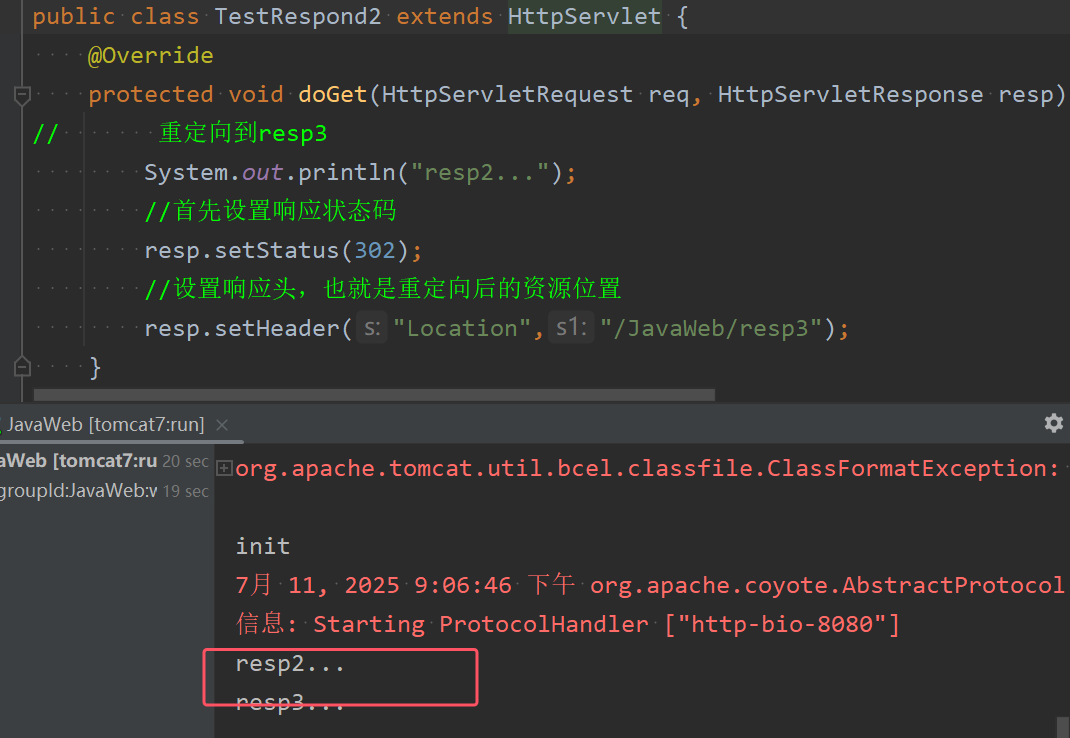 public class TestRespond2 extends HttpServlet {
@Override
protected void doGet(HttpServletRequest req, HttpServletResponse resp)
// 重定向到resp3
System.out.println("resp2...");
//首先设置响应状态码
resp.setStatus(302);
//设置响应头，也就是重定向后的资源位置
resp.setHeader( s: "Location", s1: "/JavaWeb/resp3");
}
JavaWeb [tomcat7:run] ×
aWeb [tomcat7:ru 20 sec
groupId:JavaWeb:v 19 sec
org.apache.tomcat.util.bcel.classfile.ClassFormatException:
init
7月 11, 2025 9:06:46 下午 org.apache.coyote.AbstractProtocol
信息: Starting ProtocolHandler ["http-bio-8080"]
resp2...
resp3...